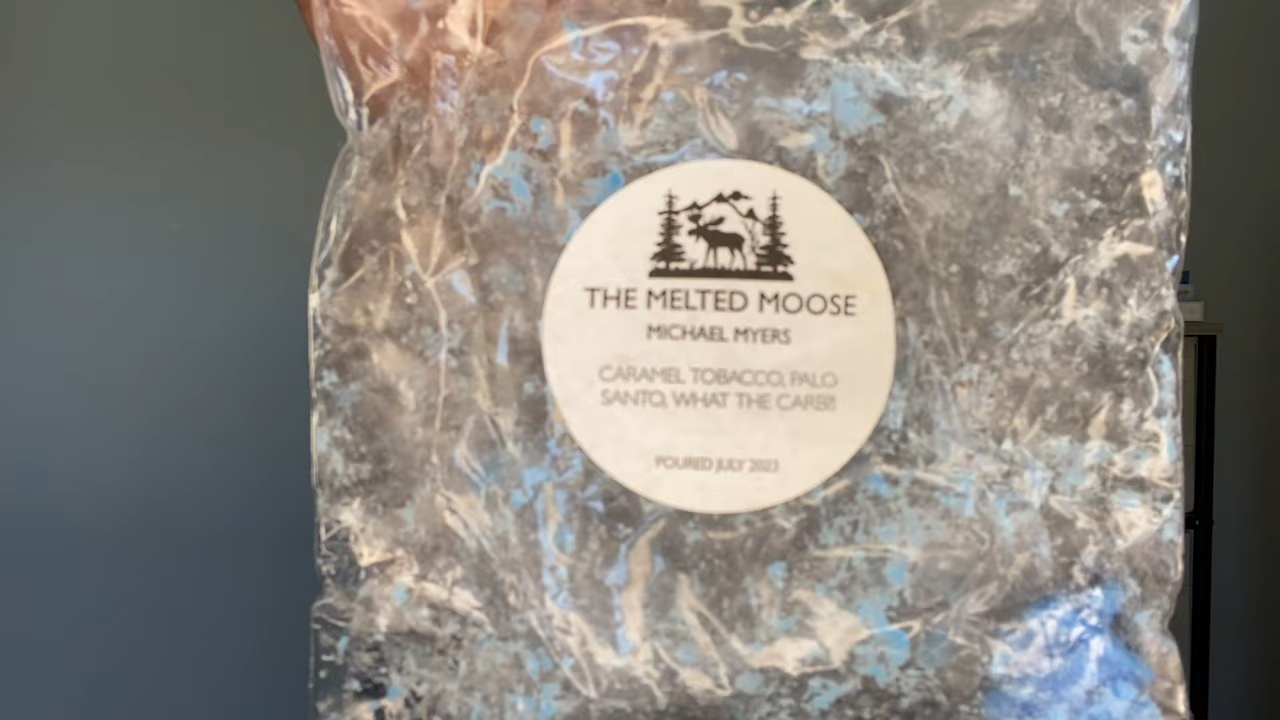 THE MELTED MOOSE
MICHAEL MYERS
CARAMEL TOBACCO, PALO
SANTO, WHAT THE CARB!!
POURED JULY 2023